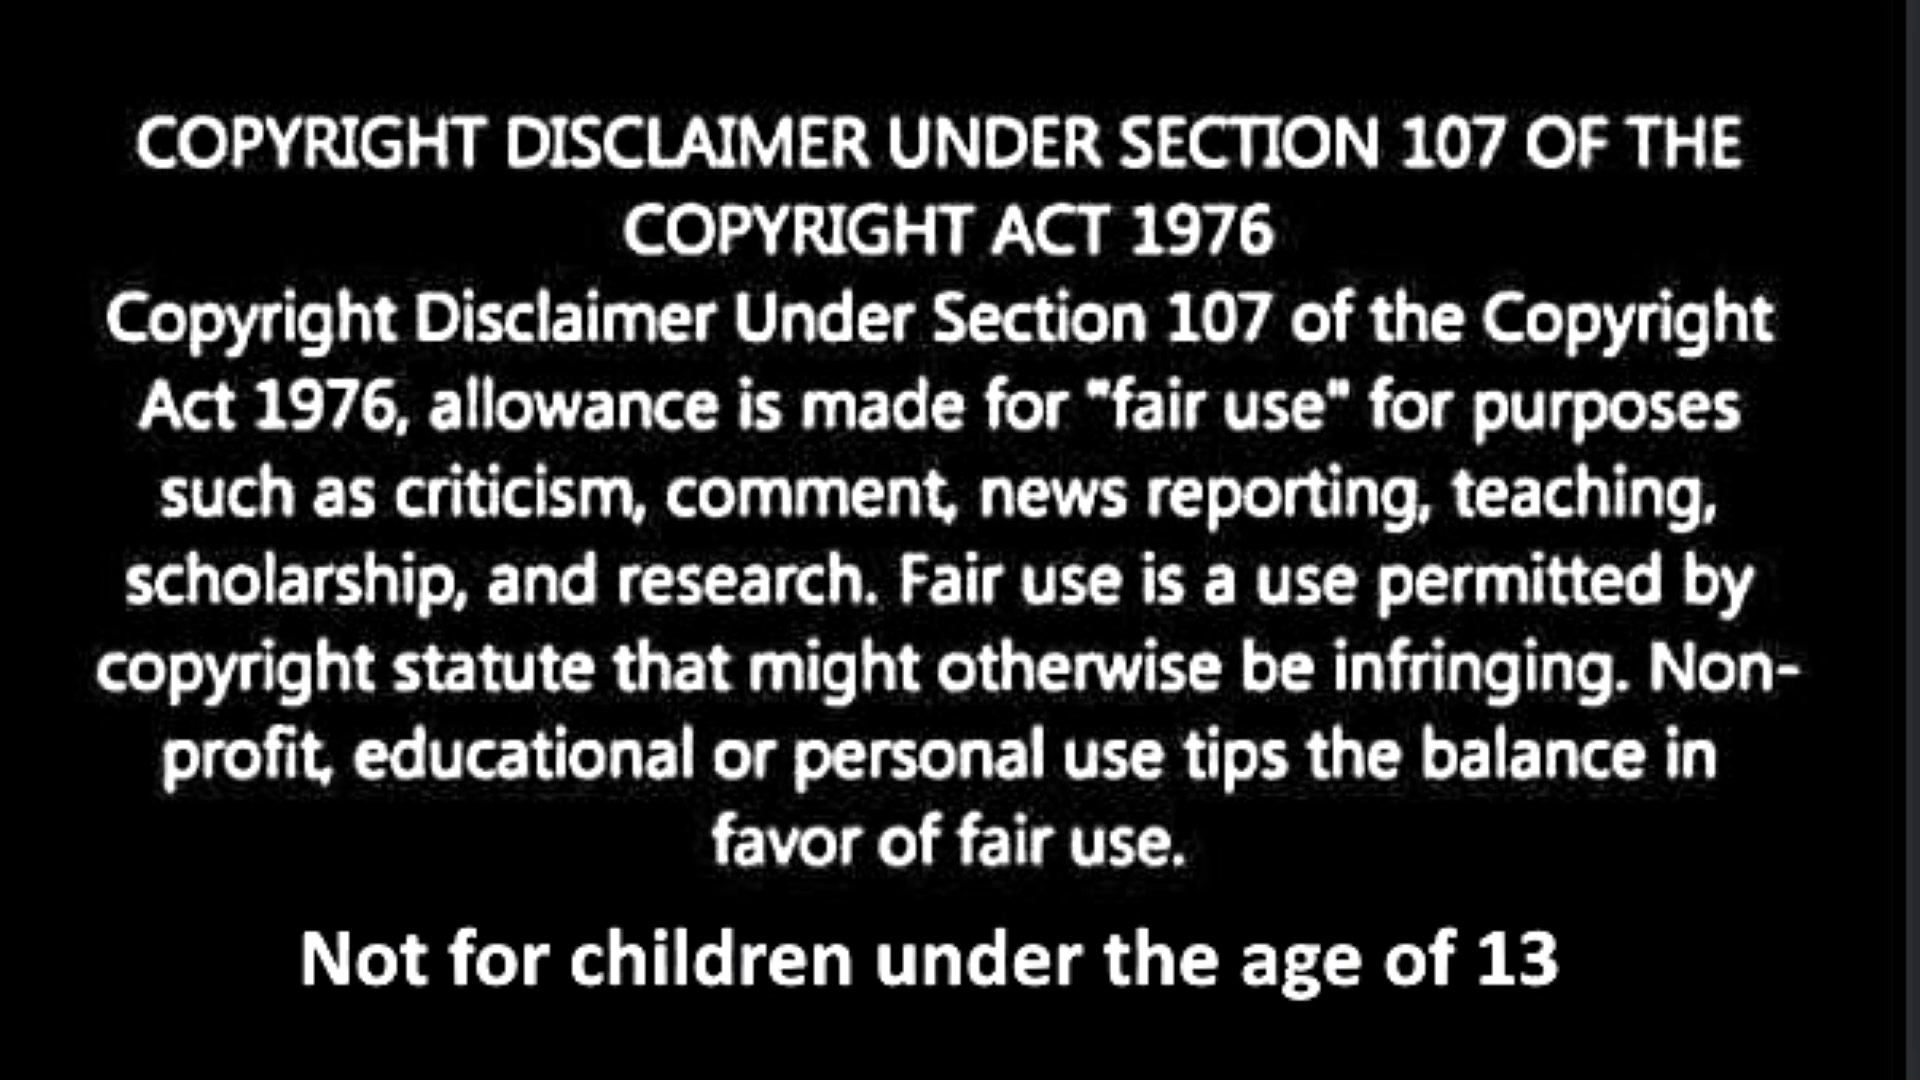 COPYRIGHT DISCLAIMER UNDER SECTION 107 OF THE
COPYRIGHT ACT 1976
Copyright Disclaimer Under Section 107 of the Copyright
Act 1976, allowance is made for "fair use" for purposes
such as criticism, comment, news reporting, teaching,
scholarship, and research. Fair use is a use permitted by
copyright statute that might otherwise be infringing. Non-
profit, educational or personal use tips the balance in
favor of fair use.
Not for children under the age of 13